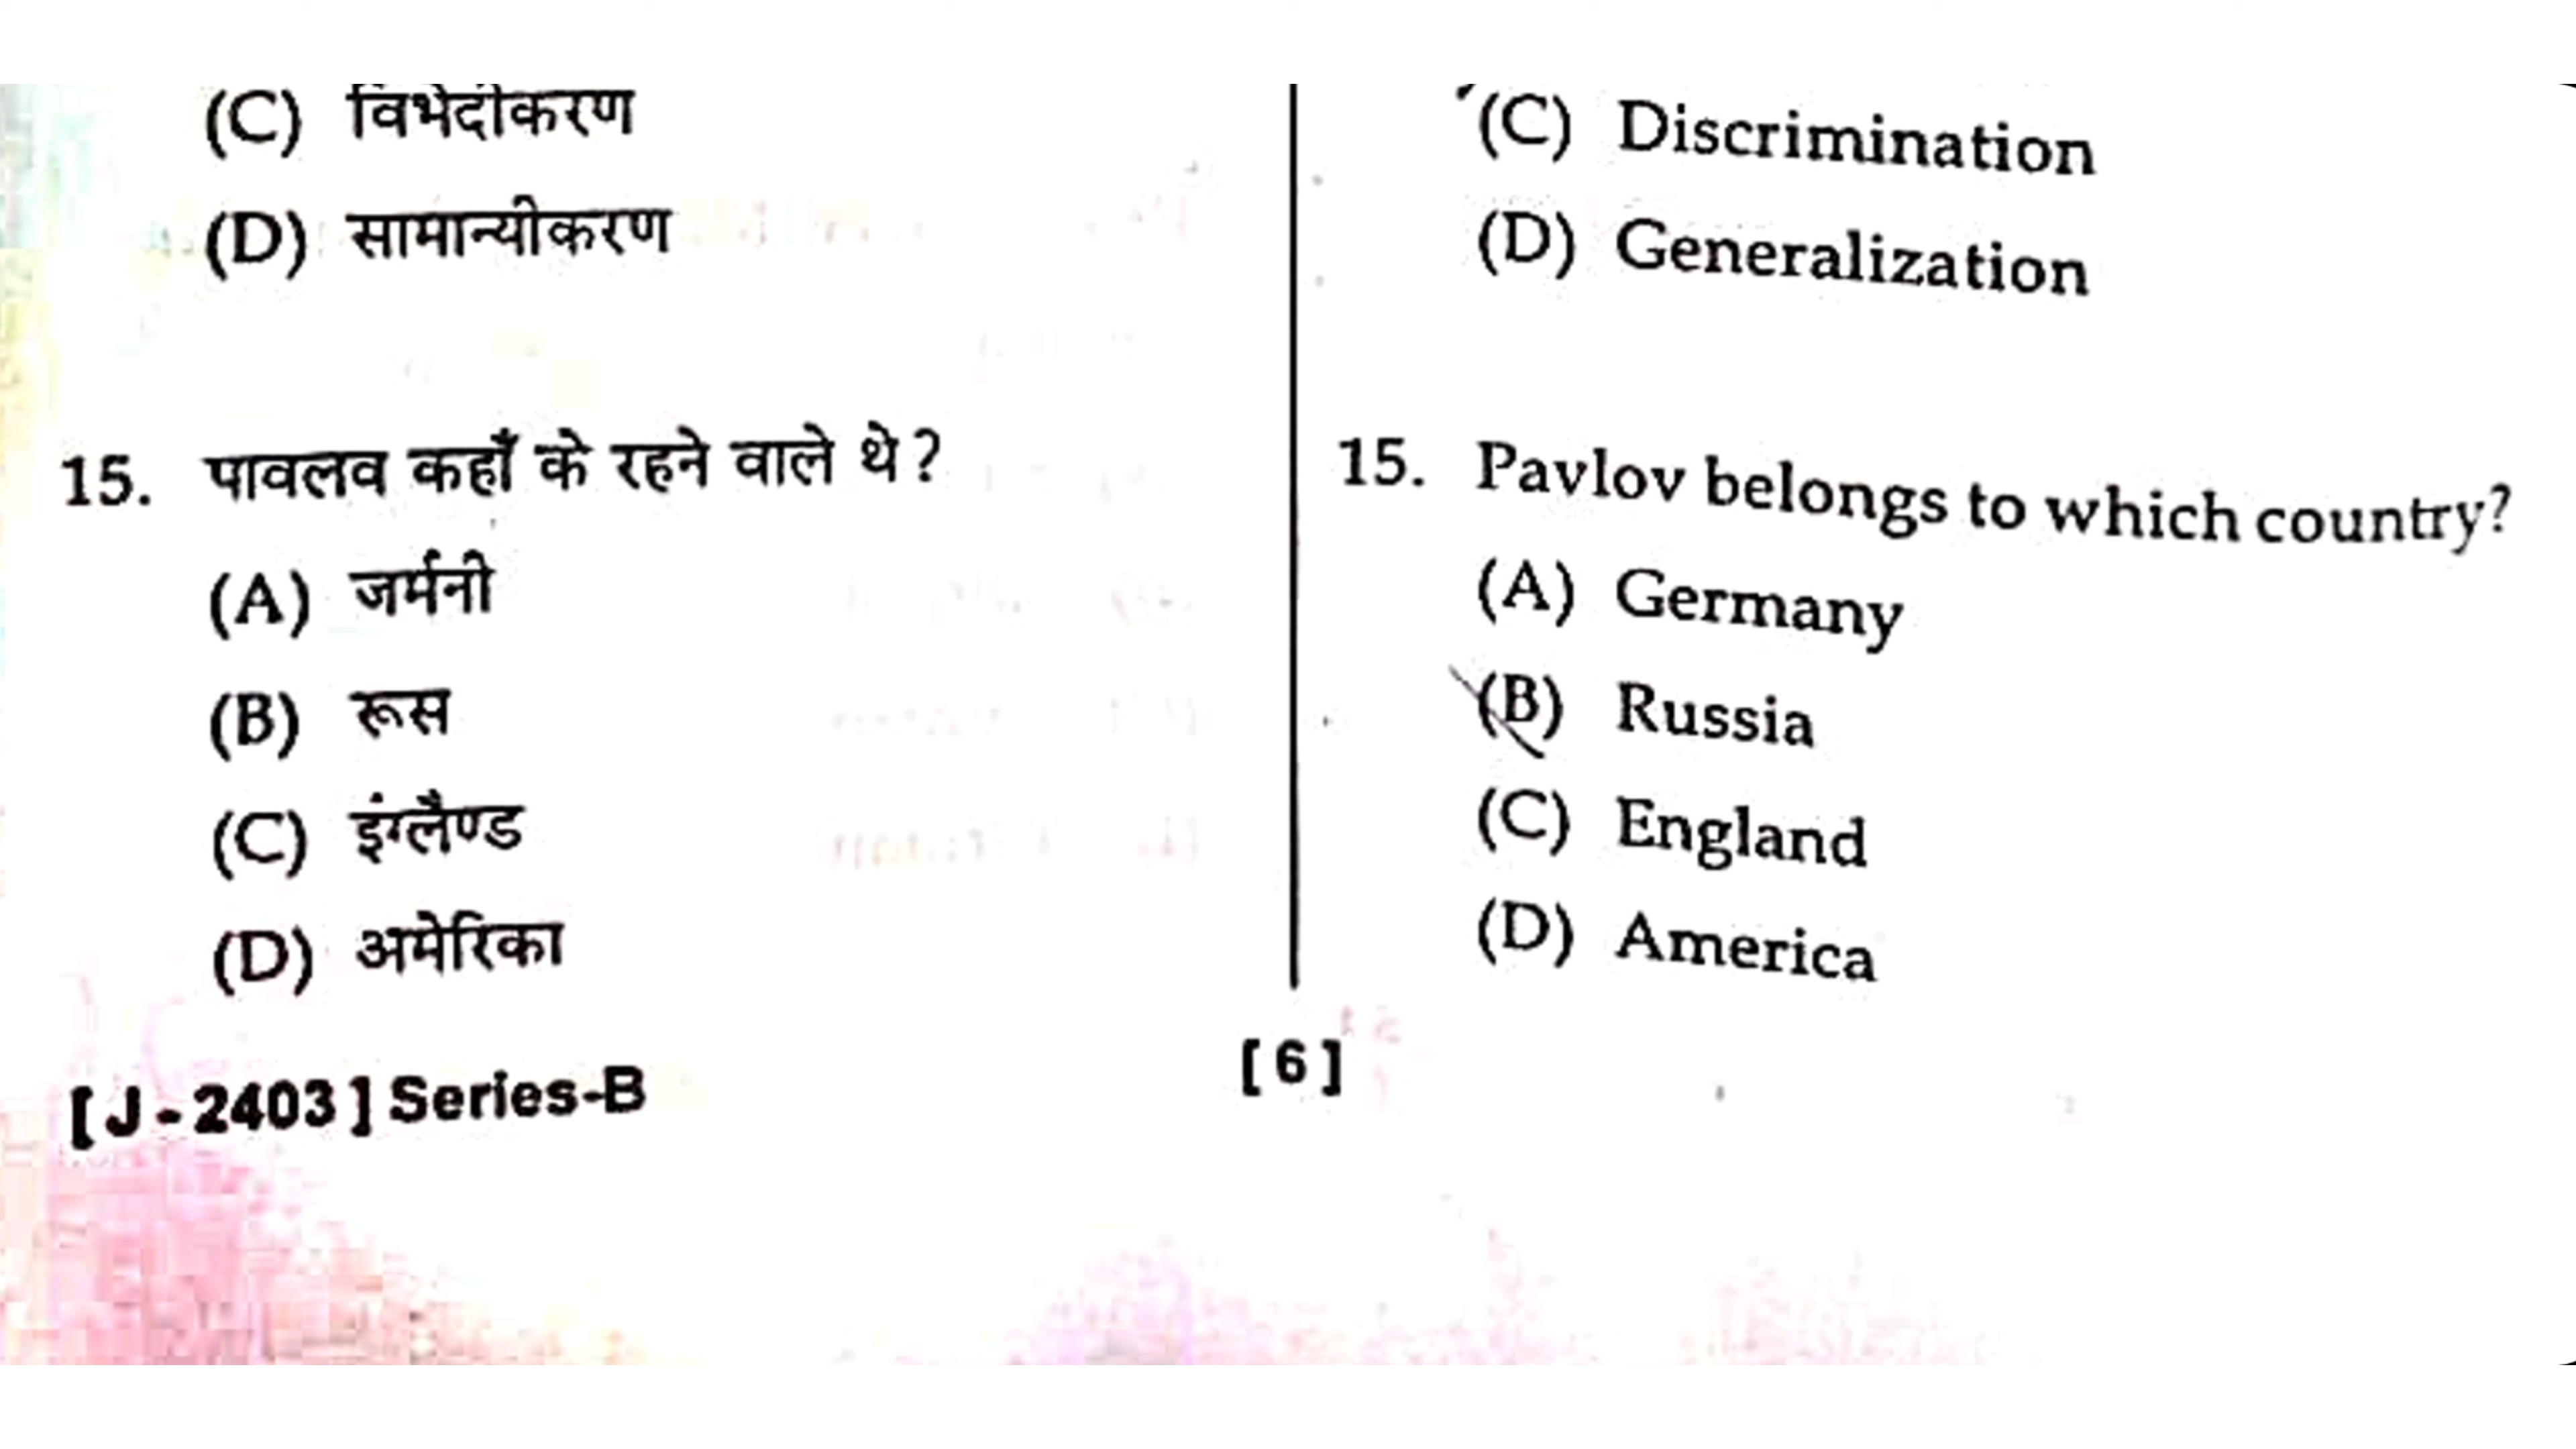 (C) विभेदीकरण
(D) सामान्यीकरण
15. पावलव कहाँ के रहने वाले थे?
(A) जर्मनी
(B) रूस
(C) इंग्लैण्ड
(D) अमेरिका
(C) Discrimination
(D) Generalization
15. Pavlov belongs to which country?
(A) Germany
(B) Russia
(C) England
(D) America
[ J - 2403 ] Series-B
[ 6 ]